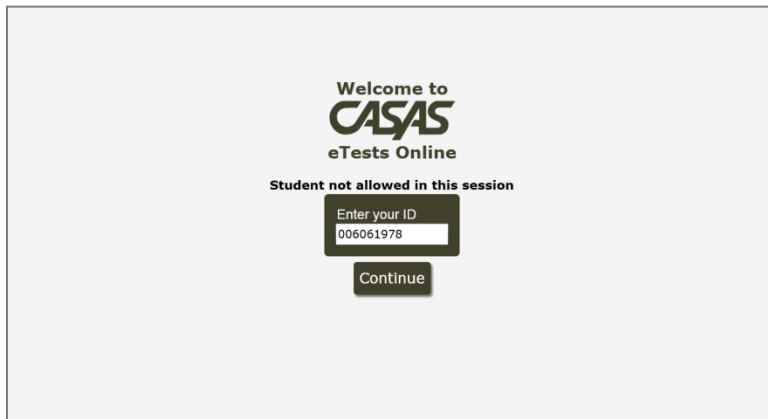 Welcome to
CASAS
eTests Online
Student not allowed in this session
Enter your ID
006061978
Continue